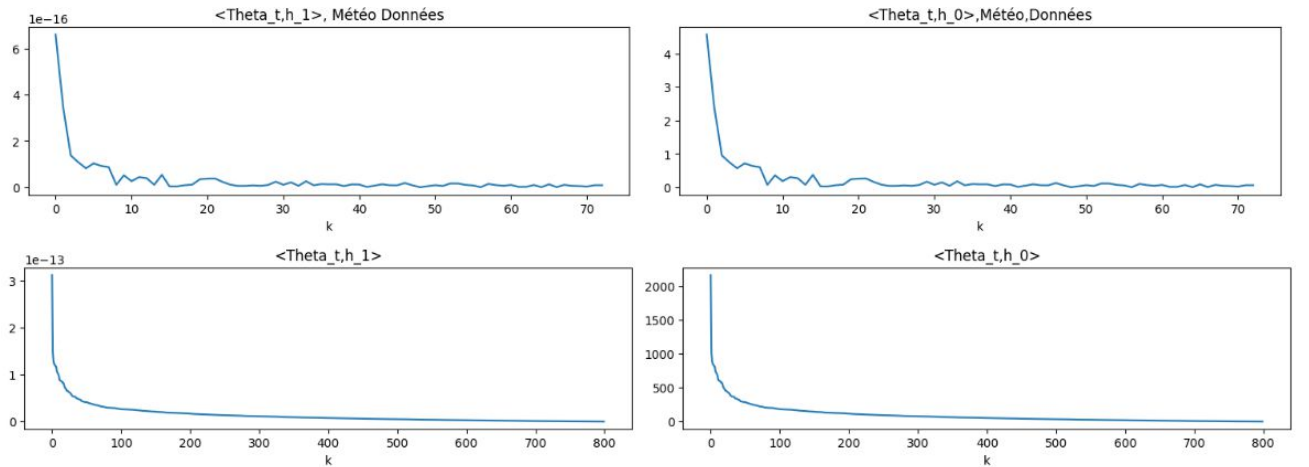 <Theta_t,h_1>, Météo Données
1e−16
6
4
2
0
0 10 20 30 40 50 60 70
k
<Theta_t,h_0>,Météo,Données
4
3
2
1
0
0 10 20 30 40 50 60 70
k
<Theta_t,h_1>
1e−13
3
2
1
0
0 100 200 300 400 500 600 700 800
k
<Theta_t,h_0>
2000
1500
1000
500
0
0 100 200 300 400 500 600 700 800
k